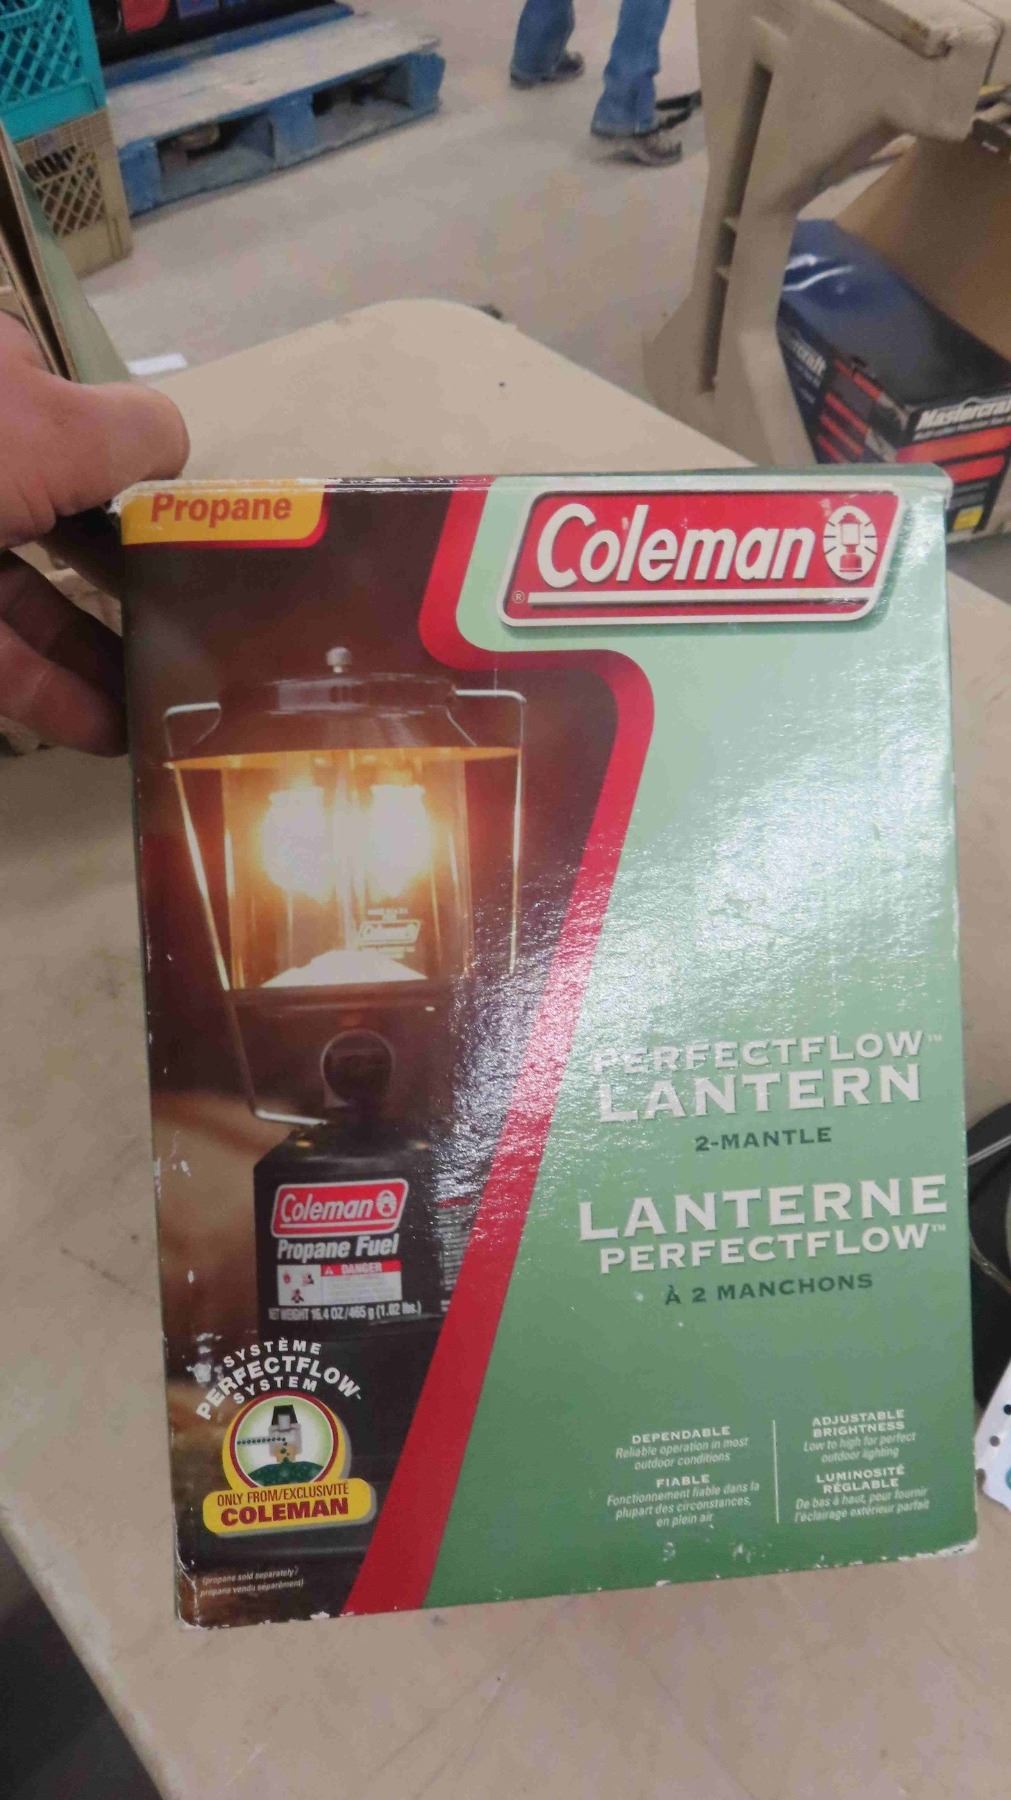 Mastercraft
Propane
Coleman
®
Coleman
PERFECTFLOW™
LANTERN
2-MANTLE
LANTERNE
PERFECTFLOW™
À 2 MANCHONS
Coleman
Propane Fuel
DANGER
NET WEIGHT 16.4 OZ/465 g (1.02 lbs.)
SYSTÈME
PERFECTFLOW™
SYSTEM
ONLY FROM/EXCLUSIVITÉ
COLEMAN
(propane sold separately/
propane vendu séparément)
DEPENDABLE
Reliable operation in most
outdoor conditions
FIABLE
Fonctionnement fiable dans la
plupart des circonstances,
en plein air
ADJUSTABLE
BRIGHTNESS
Low to high for perfect
outdoor lighting
LUMINOSITÉ
RÉGLABLE
De bas à haut, pour fournir
l'éclairage extérieur parfait